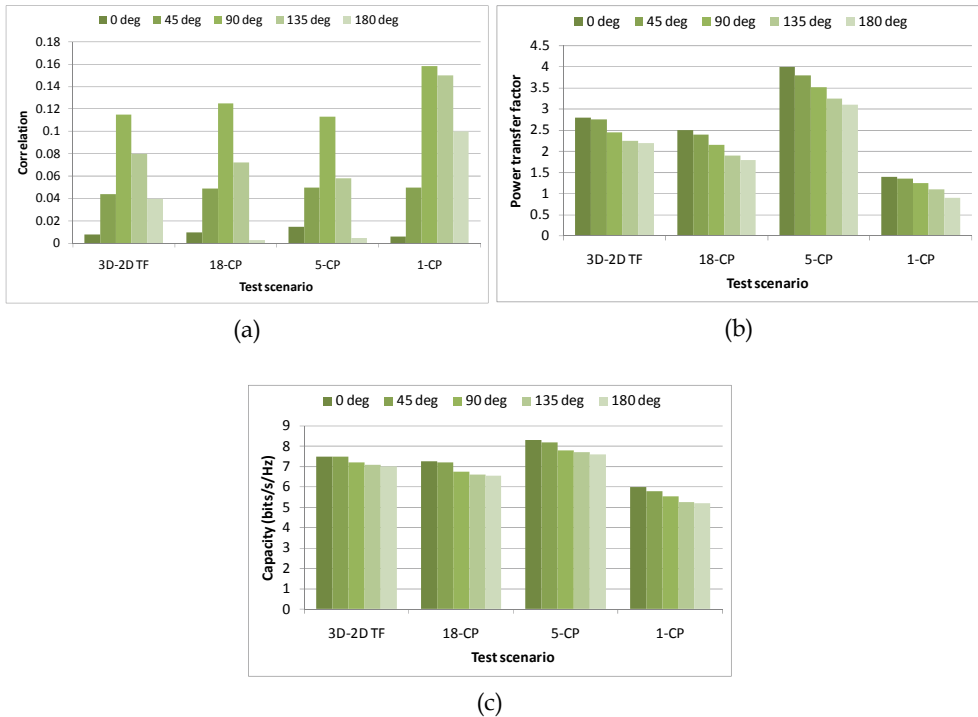 0 deg 45 deg 90 deg 135 deg 180 deg
0.18
0.16
0.14
0.12
0.1
0.08
0.06
0.04
0.02
0
Correlation
3D-2D TF 18-CP 5-CP 1-CP
Test scenario
(a)
0 deg 45 deg 90 deg 135 deg 180 deg
4.5
4
3.5
3
2.5
2
1.5
1
0.5
0
Power transfer factor
3D-2D TF 18-CP 5-CP 1-CP
Test scenario
(b)
0 deg 45 deg 90 deg 135 deg 180 deg
9
8
7
6
5
4
3
2
1
0
Capacity (bits/s/Hz)
3D-2D TF 18-CP 5-CP 1-CP
Test scenario
(c)